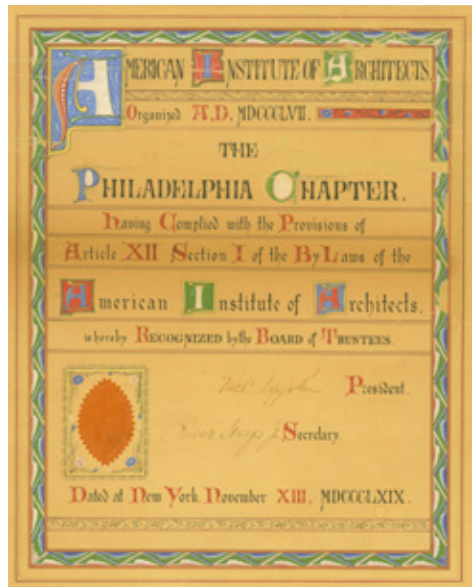 AMERICAN INSTITUTE OF ARCHITECTS.
Organized A.D. MDCCCLVII.
THE
PHILADELPHIA CHAPTER.
Having Complied with the Provisions of
Article XII Section I of the By Laws of the
American Institute of Architects.
is hereby RECOGNIZED by the BOARD of TRUSTEES.
President.
Secretary.
Dated at New York November XIII, MDCCCLXIX.